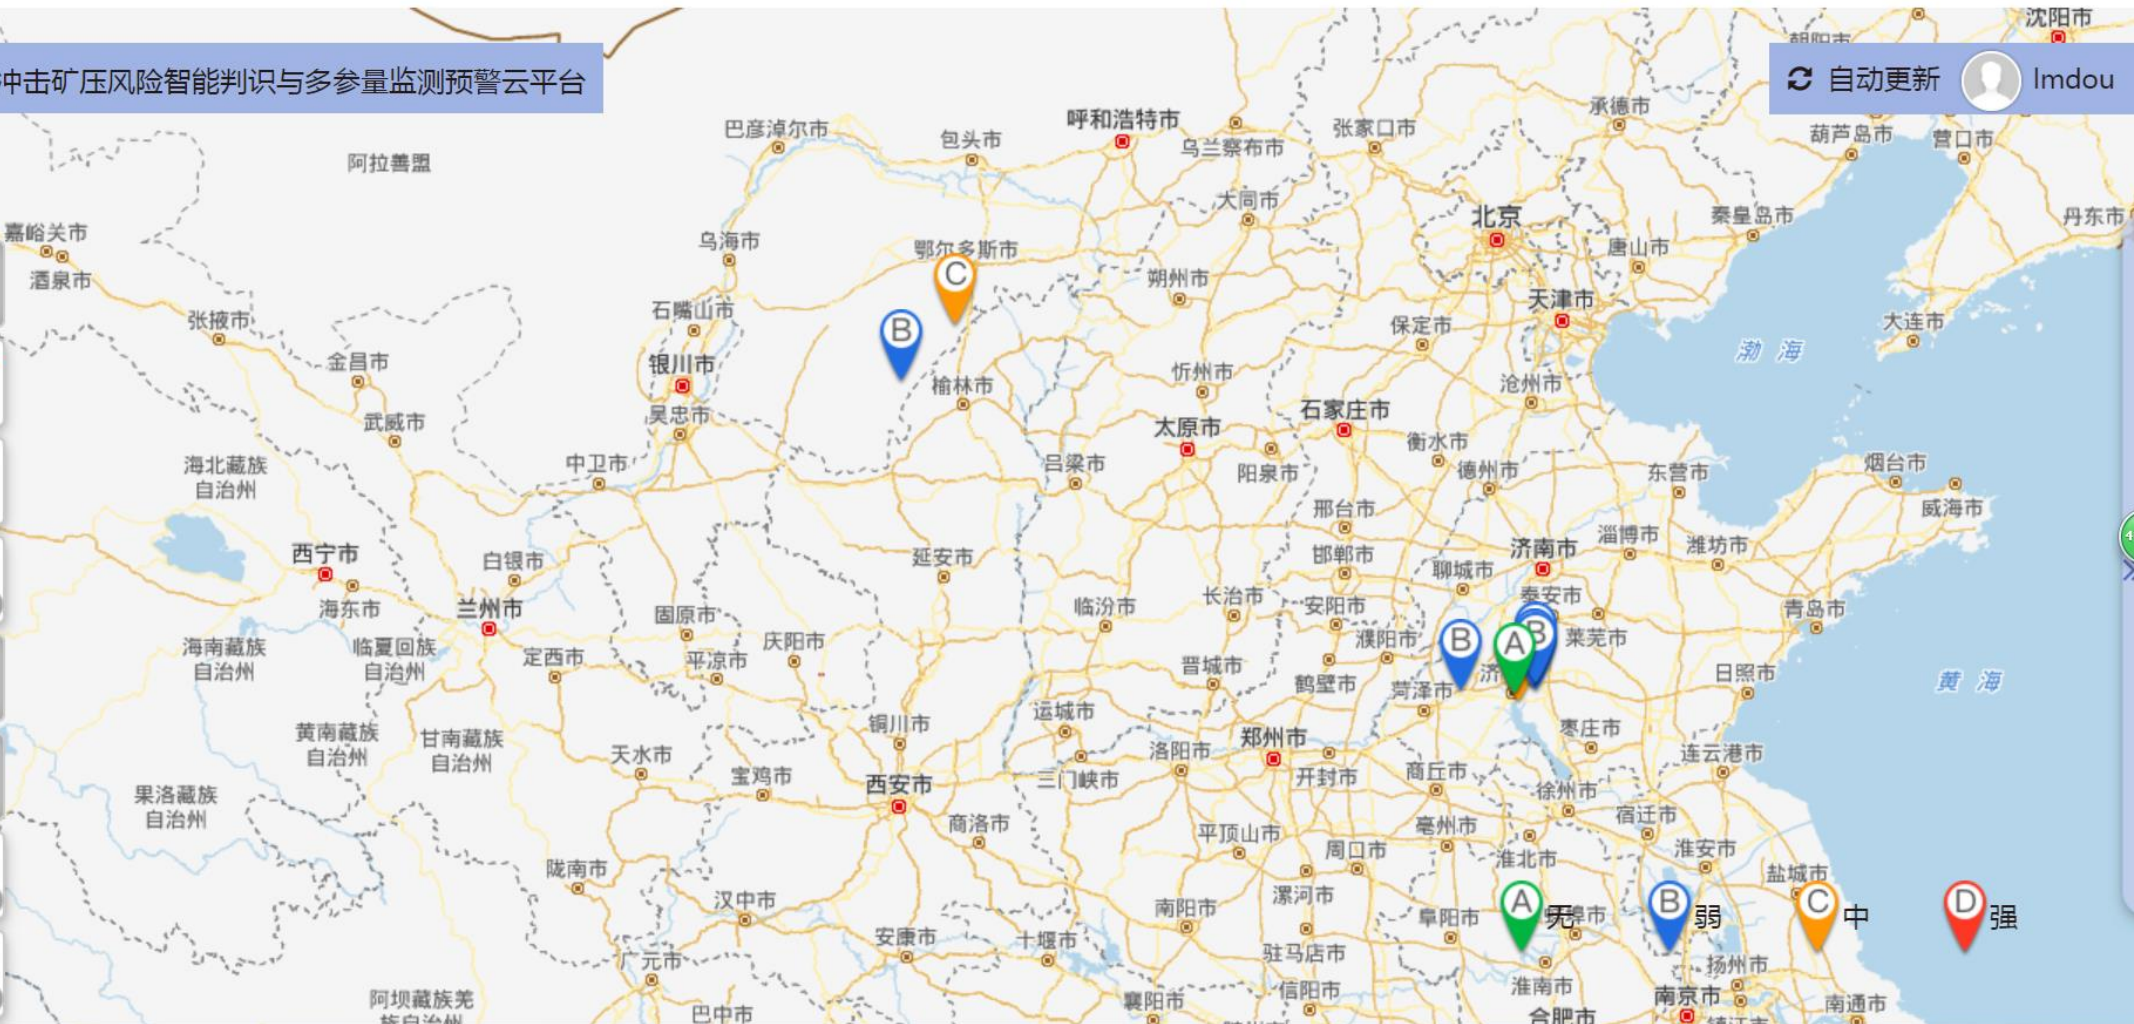 沈阳市
朝阳市
冲击矿压风险智能判识与多参量监测预警云平台
自动更新
lmdou
承德市
呼和浩特市
巴彦淖尔市
包头市
乌兰察布市
张家口市
葫芦岛市
营口市
阿拉善盟
大同市
北京
秦皇岛市
丹东市
嘉峪关市
乌海市
鄂尔多斯市
唐山市
酒泉市
C
朔州市
天津市
张掖市
石嘴山市
B
保定市
大连市
渤 海
金昌市
银川市
榆林市
忻州市
沧州市
武威市
吴忠市
太原市
石家庄市
衡水市
海北藏族
自治州
中卫市
吕梁市
阳泉市
德州市
东营市
烟台市
威海市
邢台市
西宁市
白银市
延安市
邯郸市
聊城市
济南市
淄博市
潍坊市
海东市
兰州市
固原市
临汾市
长治市
安阳市
泰安市
青岛市
海南藏族
自治州
临夏回族
自治州
定西市
平凉市
庆阳市
晋城市
濮阳市
鹤壁市
B
A
B
莱芜市
济
菏泽市
日照市
黄 海
黄南藏族
自治州
甘南藏族
自治州
天水市
铜川市
运城市
洛阳市
郑州市
枣庄市
连云港市
宝鸡市
西安市
三门峡市
开封市
商丘市
徐州市
果洛藏族
自治州
商洛市
平顶山市
亳州市
宿迁市
陇南市
周口市
淮北市
淮安市
盐城市
汉中市
南阳市
漯河市
阜阳市
A
无
埠市
B
弱
C
中
D
强
安康市
十堰市
驻马店市
广元市
扬州市
阿坝藏族羌
族自治州
巴中市
襄阳市
信阳市
淮南市
南京市
南通市
合肥市
镇江市